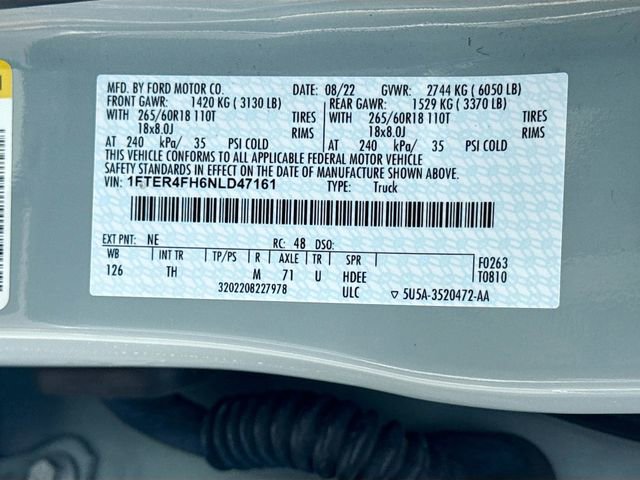 MFD. BY FORD MOTOR CO. DATE: 08/22 GVWR: 2744 KG ( 6050 LB)
FRONT GAWR: 1420 KG ( 3130 LB) REAR GAWR: 1529 KG ( 3370 LB)
WITH 265/60R18 110T TIRES WITH 265/60R18 110T TIRES
18x8.0J RIMS 18x8.0J RIMS
AT 240 kPa/ 35 PSI COLD AT 240 kPa/ 35 PSI COLD
THIS VEHICLE CONFORMS TO ALL APPLICABLE FEDERAL MOTOR VEHICLE
SAFETY STANDARDS IN EFFECT ON THE DATE OF MANUFACTURE SHOWN ABOVE.
VIN: 1FTER4FH6NLD47161 TYPE: Truck
EXT PNT: NE RC: 48 DSO: F0263
WB INT TR TP/PS R AXLE TR SPR T0810
126 TH M 71 U HDEE
3202208227978 ULC ▽ 5U5A-3520472-AA